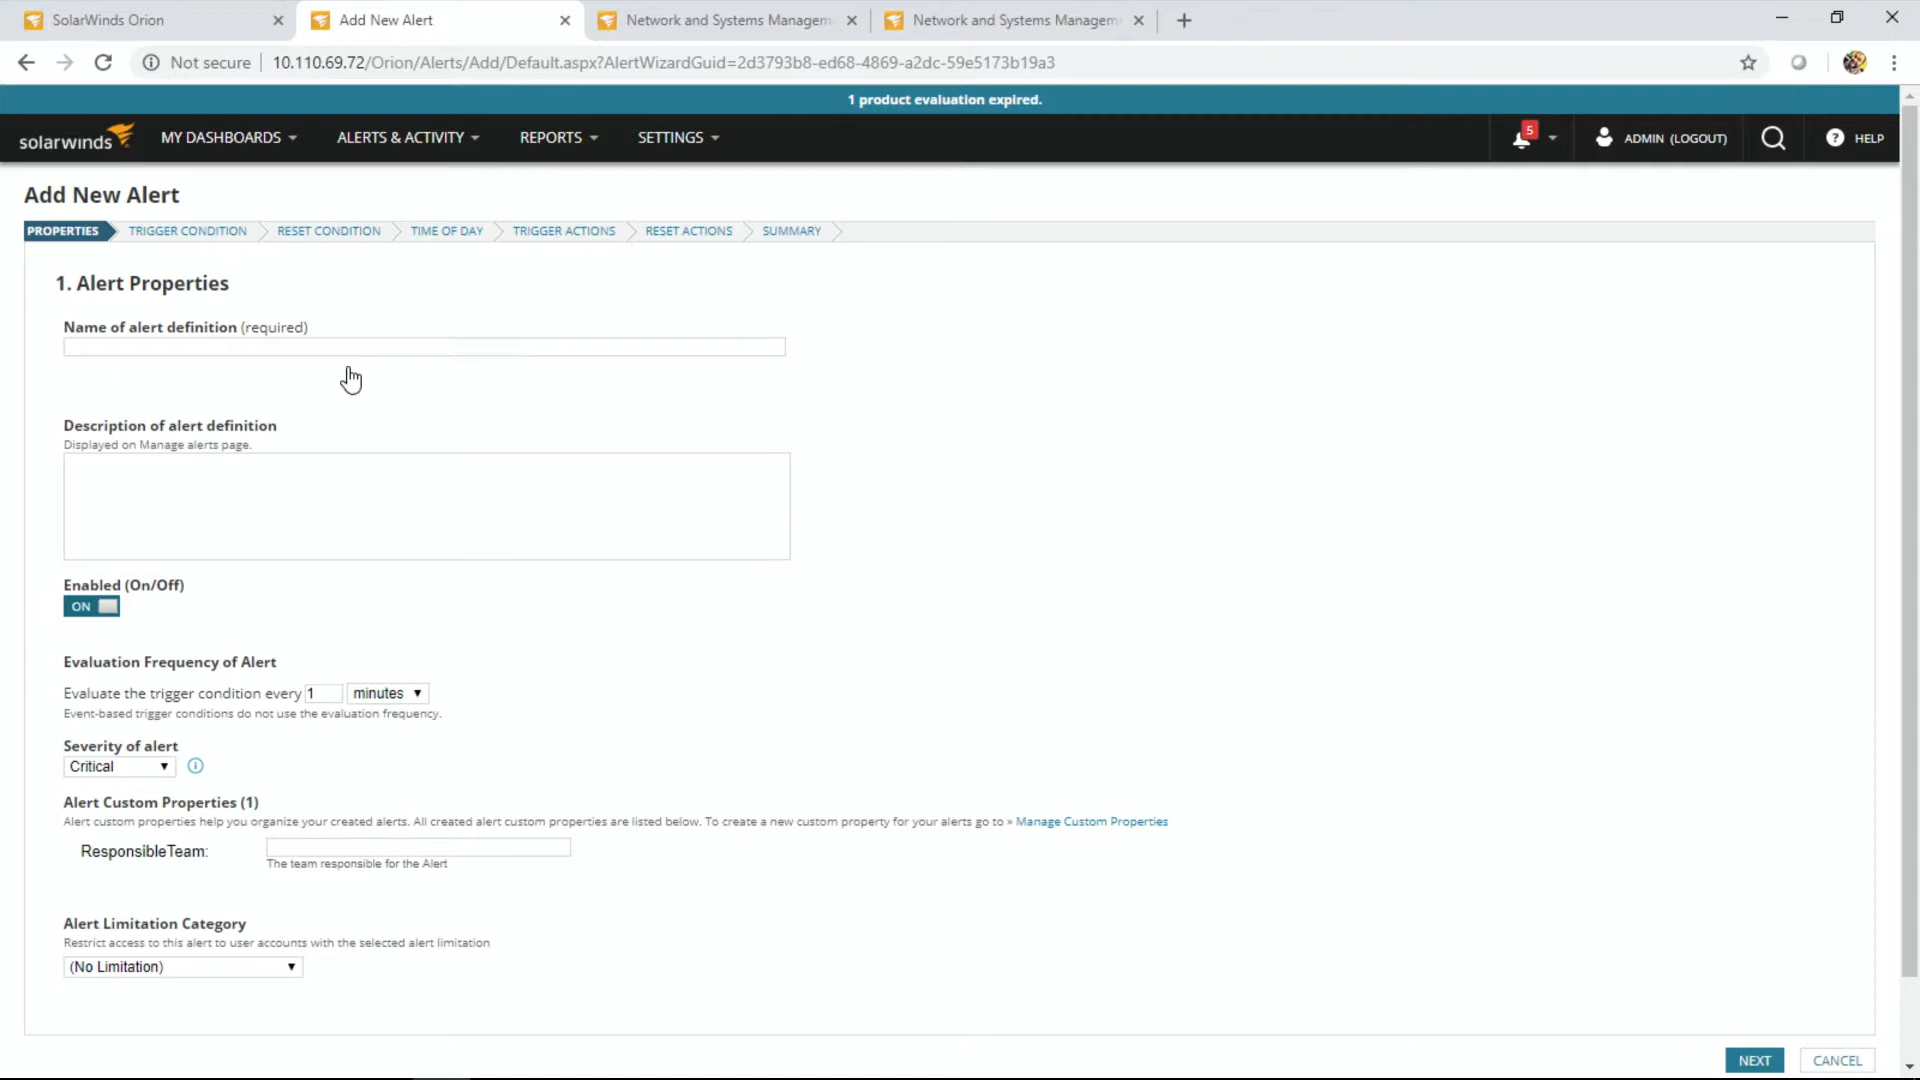 SolarWinds Orion
Add New Alert
Network and Systems Managem
Network and Systems Managem
Not secure
10.110.69.72/Orion/Alerts/Add/Default.aspx?AlertWizardGuid=2d3793b8-ed68-4869-a2dc-59e5173b19a3
1 product evaluation expired.
solarwinds
MY DASHBOARDS
ALERTS & ACTIVITY
REPORTS
SETTINGS
5
ADMIN (LOGOUT)
? HELP
Add New Alert
PROPERTIES
TRIGGER CONDITION
RESET CONDITION
TIME OF DAY
TRIGGER ACTIONS
RESET ACTIONS
SUMMARY
1. Alert Properties
Name of alert definition (required)
Description of alert definition
Displayed on Manage alerts page.
Enabled (On/Off)
ON
Evaluation Frequency of Alert
Evaluate the trigger condition every 1 minutes
Event-based trigger conditions do not use the evaluation frequency.
Severity of alert
Critical
Alert Custom Properties (1)
Alert custom properties help you organize your created alerts. All created alert custom properties are listed below. To create a new custom property for your alerts go to » Manage Custom Properties
ResponsibleTeam:
The team responsible for the Alert
Alert Limitation Category
Restrict access to this alert to user accounts with the selected alert limitation
(No Limitation)
NEXT
CANCEL